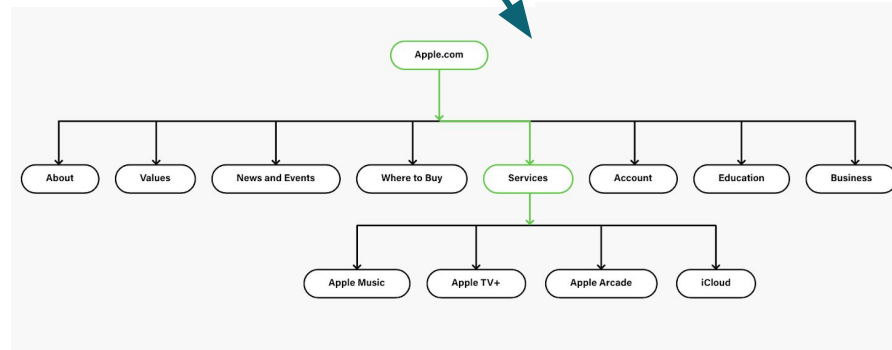 Apple.com
About
Values
News and Events
Where to Buy
Services
Account
Education
Business
Apple Music
Apple TV+
Apple Arcade
iCloud